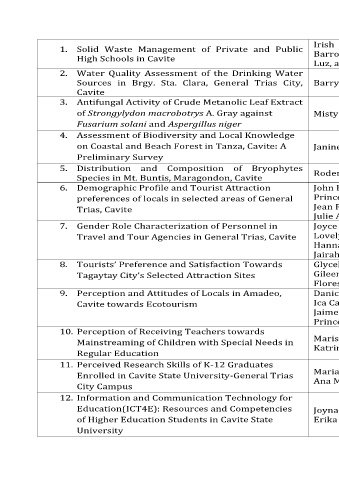 1. Solid Waste Management of Private and Public
High Schools in Cavite
Irish
Barro
Luz, a
2. Water Quality Assessment of the Drinking Water
Sources in Brgy. Sta. Clara, General Trias City,
Cavite
Barry
3. Antifungal Activity of Crude Metanolic Leaf Extract
of Strongylydon macrobotrys A. Gray against
Fusarium solani and Aspergillus niger
Misty
4. Assessment of Biodiversity and Local Knowledge
on Coastal and Beach Forest in Tanza, Cavite: A
Preliminary Survey
Janine
5. Distribution and Composition of Bryophytes
Species in Mt. Buntis, Maragondon, Cavite
Roder
6. Demographic Profile and Tourist Attraction
preferences of locals in selected areas of General
Trias, Cavite
John
Prince
Jean
Julie
7. Gender Role Characterization of Personnel in
Travel and Tour Agencies in General Trias, Cavite
Joyce
Lovely
Hanna
Jairah
8. Tourists' Preference and Satisfaction Towards
Tagaytay City's Selected Attraction Sites
Glyce
Gileer
Flores
9. Perception and Attitudes of Locals in Amadeo,
Cavite towards Ecotourism
Danic
Ica Ca
Jaime
Prince
10. Perception of Receiving Teachers towards
Mainstreaming of Children with Special Needs in
Regular Education
Maris
Katrin
11. Perceived Research Skills of K-12 Graduates
Enrolled in Cavite State University-General Trias
City Campus
Maria
Ana M
12. Information and Communication Technology for
Education(ICT4E): Resources and Competencies
of Higher Education Students in Cavite State
University
Joyna
Erika